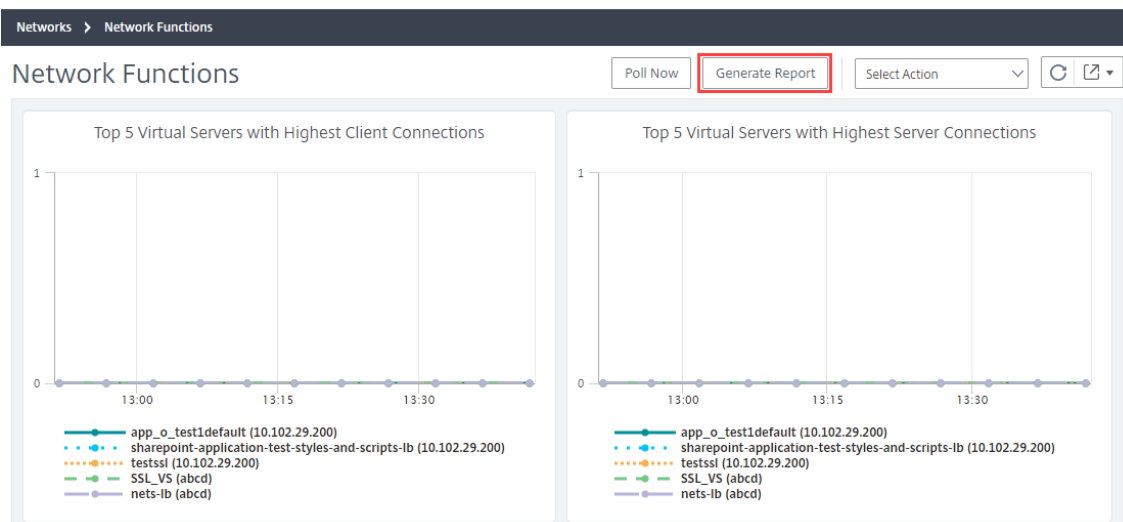 Networks > Network Functions
Network Functions
Poll Now
Generate Report
Select Action
Top 5 Virtual Servers with Highest Client Connections
1
0
13:00 13:15 13:30
app_o_test1default (10.102.29.200)
sharepoint-application-test-styles-and-scripts-lb (10.102.29.200)
testssl (10.102.29.200)
SSL_VS (abcd)
nets-lb (abcd)
Top 5 Virtual Servers with Highest Server Connections
1
0
13:00 13:15 13:30
app_o_test1default (10.102.29.200)
sharepoint-application-test-styles-and-scripts-lb (10.102.29.200)
testssl (10.102.29.200)
SSL_VS (abcd)
nets-lb (abcd)